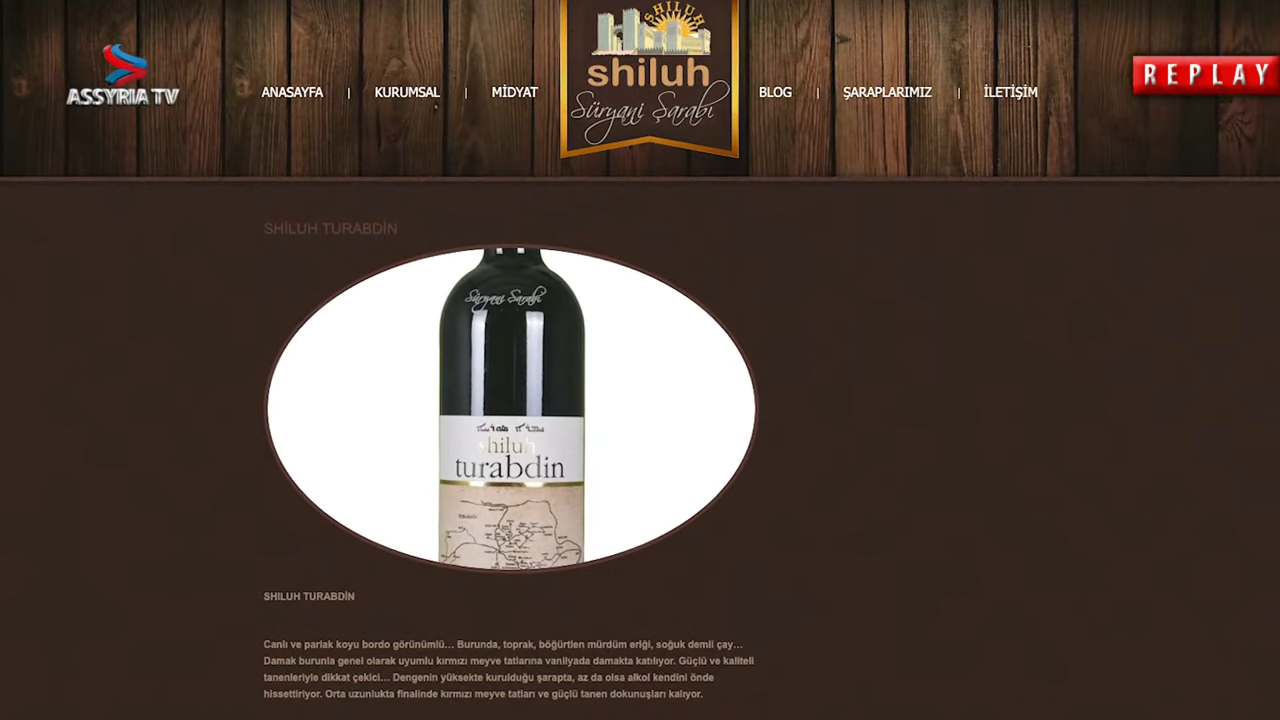 SHILUH
shiluh
Süryani Şarabı
ASSYRIA TV
ANASAYFA | KURUMSAL | MİDYAT
BLOG | ŞARAPLARIMIZ | İLETİŞİM
REPLAY
SHİLUH TURABDİN
Süryani Şarabı
shiluh
turabdin
SHILUH TURABDİN
Canlı ve parlak koyu bordo görünümlü... Burunda, toprak, böğürtlen mürdüm eriği, soğuk demli çay...
Damak burunla genel olarak uyumlu kırmızı meyve tatlarına vanilyada damakta katılıyor. Güçlü ve kaliteli
tanenleriyle dikkat çekici... Dengenin yüksekte kurulduğu şarapta, az da olsa alkol kendini önde
hissettiriyor. Orta uzunlukta finalinde kırmızı meyve tatları ve güçlü tanen dokunuşları kalıyor.